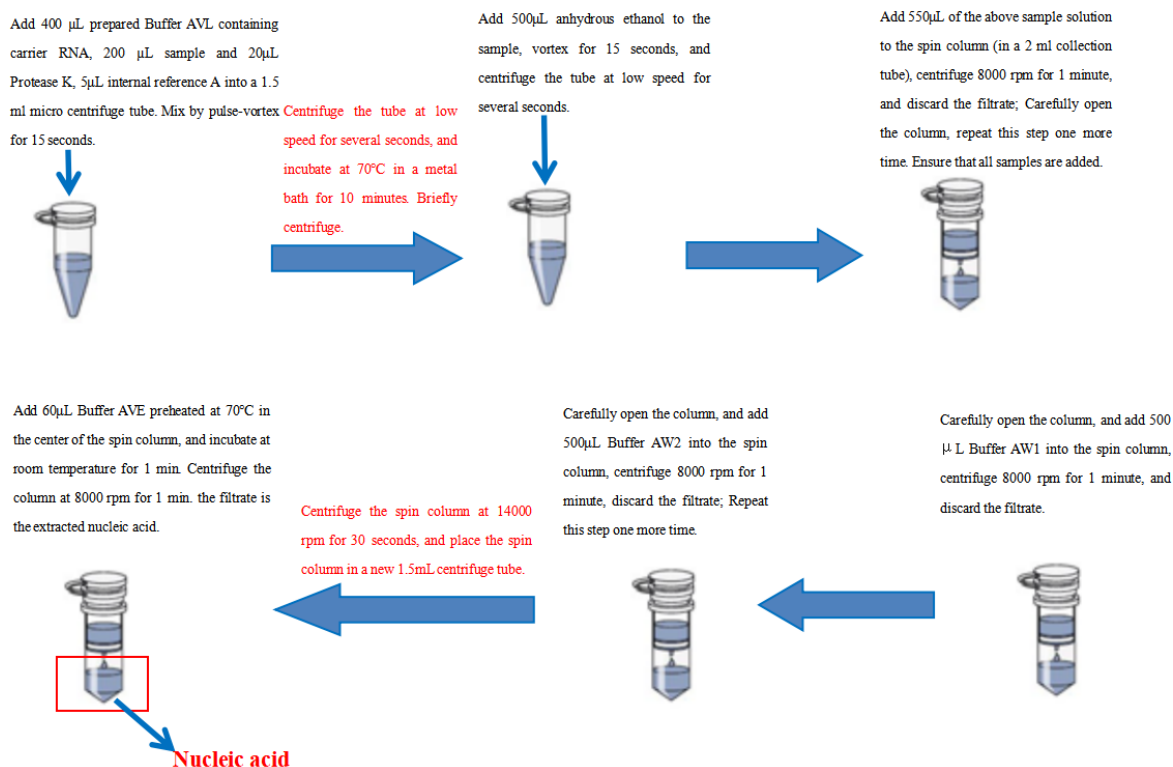 Add 400 μL prepared Buffer AVL containing
carrier RNA, 200 μL sample and 20μL
Protease K, 5μL internal reference A into a 1.5
ml micro centrifuge tube. Mix by pulse-vortex
for 15 seconds.
Centrifuge the tube at low
speed for several seconds, and
incubate at 70℃ in a metal
bath for 10 minutes. Briefly
centrifuge.
Add 500μL anhydrous ethanol to the
sample, vortex for 15 seconds, and
centrifuge the tube at low speed for
several seconds.
Add 550μL of the above sample solution
to the spin column (in a 2 ml collection
tube), centrifuge 8000 rpm for 1 minute,
and discard the filtrate; Carefully open
the column, repeat this step one more
time. Ensure that all samples are added.
Carefully open the column, and add 500
μL Buffer AW1 into the spin column,
centrifuge 8000 rpm for 1 minute, and
discard the filtrate.
Carefully open the column, and add
500μL Buffer AW2 into the spin
column, centrifuge 8000 rpm for 1
minute, discard the filtrate; Repeat
this step one more time.
Centrifuge the spin column at 14000
rpm for 30 seconds, and place the spin
column in a new 1.5mL centrifuge tube.
Add 60μL Buffer AVE preheated at 70℃ in
the center of the spin column, and incubate at
room temperature for 1 min. Centrifuge the
column at 8000 rpm for 1 min. the filtrate is
the extracted nucleic acid.
Nucleic acid